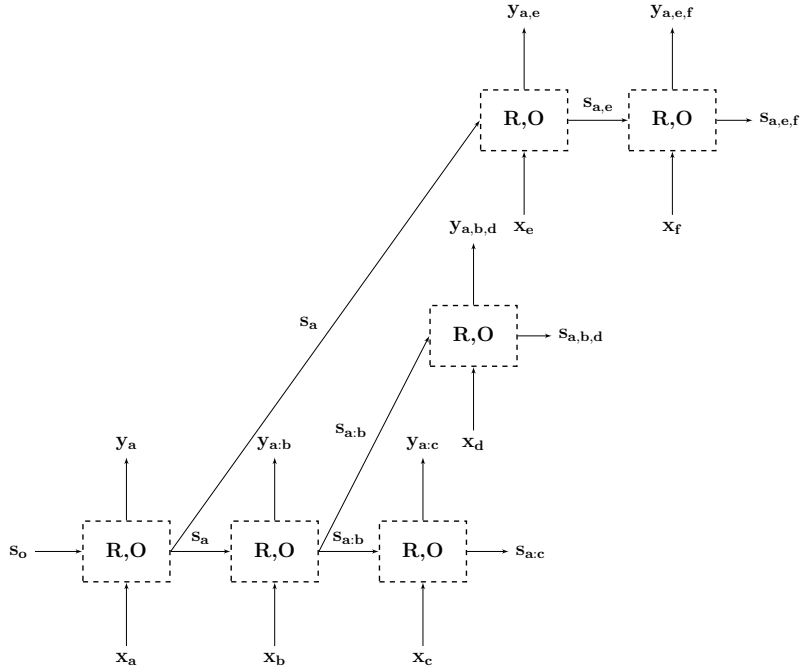 y_{a,e} y_{a,e,f}
s_{a,e}
R,O R,O s_{a,e,f}
x_e x_f
y_{a,b,d}
s_a
R,O s_{a,b,d}
s_{a:b}
x_d
y_a y_{a:b} y_{a:c}
s_a s_{a:b}
s_o R,O R,O R,O s_{a:c}
x_a x_b x_c